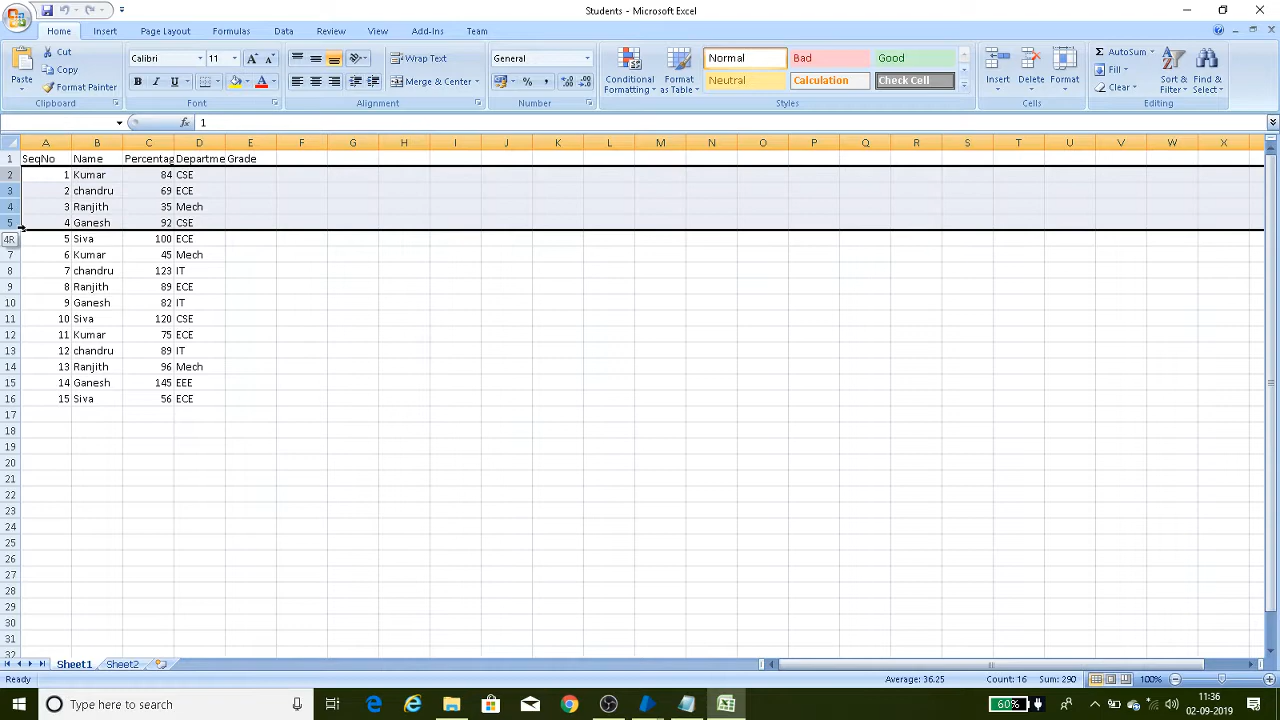 Students - Microsoft Excel
Home Insert Page Layout Formulas Data Review View Add-Ins Team
Cut
Copy
Format Painter
Paste
Clipboard
Calibri 11
B I U
Font
Wrap Text
Merge & Center
Alignment
General
Number
Conditional Formatting
Format as Table
Normal Bad Good
Neutral Calculation Check Cell
Styles
Insert Delete Format
Cells
AutoSum
Fill
Clear
Sort & Filter
Find & Select
Editing
fx 1
A B C D E F G H I J K L M N O P Q R S T U V W X
1 SeqNo Name Percentag Departme Grade
2 1 Kumar 84 CSE
3 2 chandru 69 ECE
4 3 Ranjith 35 Mech
5 4 Ganesh 92 CSE
4R 5 Siva 100 ECE
7 6 Kumar 45 Mech
8 7 chandru 123 IT
9 8 Ranjith 89 ECE
10 9 Ganesh 82 IT
11 10 Siva 120 CSE
12 11 Kumar 75 ECE
13 12 chandru 89 IT
14 13 Ranjith 96 Mech
15 14 Ganesh 145 EEE
16 15 Siva 56 ECE
17
18
19
20
21
22
23
24
25
26
27
28
29
30
31
32
Sheet1 Sheet2
Ready Average: 36.25 Count: 16 Sum: 290 100%
Type here to search
60%
11:36
02-09-2019